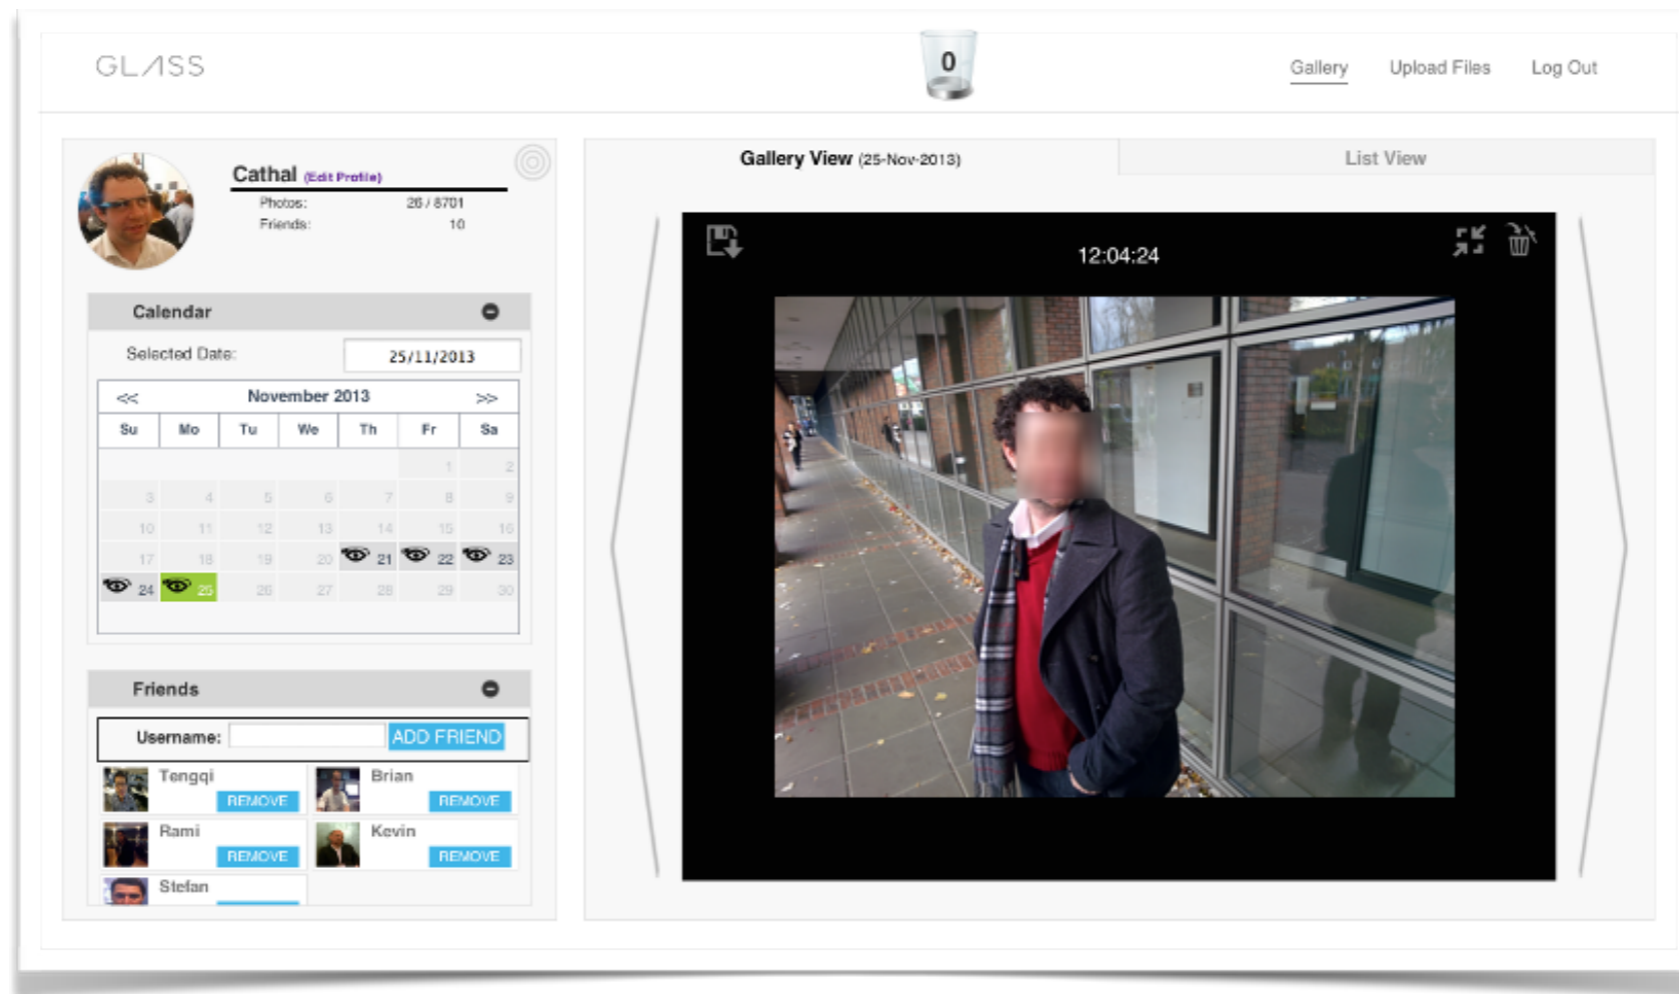 GLASS
0
Gallery Upload Files Log Out
Cathal (Edit Profile)
Photos: 26 / 8701
Friends: 10
Calendar
Selected Date: 25/11/2013
<< November 2013 >>
Su Mo Tu We Th Fr Sa
1 2
3 4 5 6 7 8 9
10 11 12 13 14 15 16
17 18 19 20 21 22 23
24 25 26 27 28 29 30
Friends
Username: ADD FRIEND
Tengqi Brian
REMOVE REMOVE
Rami Kevin
REMOVE REMOVE
Stefan
Gallery View (25-Nov-2013) List View
12:04:24